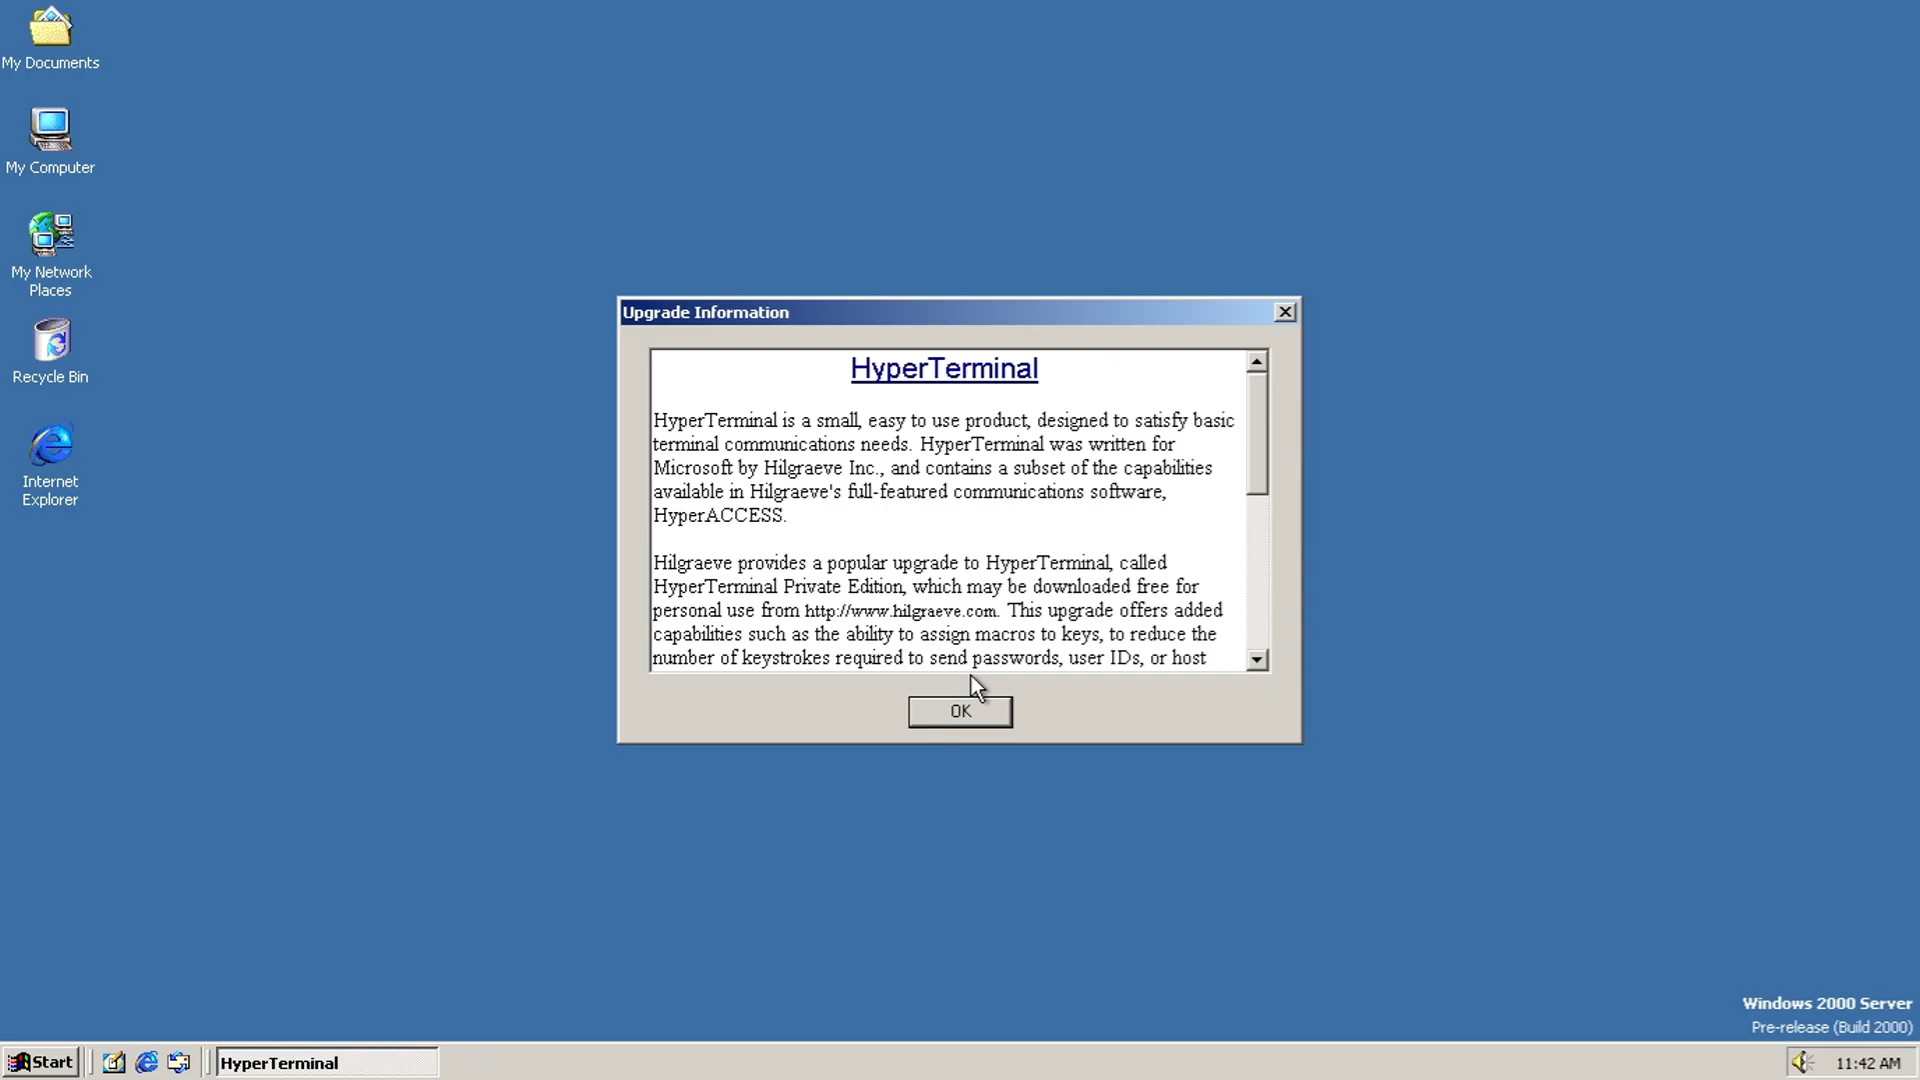 My Documents
My Computer
My Network
Places
Recycle Bin
Internet
Explorer
Upgrade Information
HyperTerminal
HyperTerminal is a small, easy to use product, designed to satisfy basic
terminal communications needs. HyperTerminal was written for
Microsoft by Hilgraeve Inc., and contains a subset of the capabilities
available in Hilgraeve's full-featured communications software,
HyperACCESS.
Hilgraeve provides a popular upgrade to HyperTerminal, called
HyperTerminal Private Edition, which may be downloaded free for
personal use from http://www.hilgraeve.com. This upgrade offers added
capabilities such as the ability to assign macros to keys, to reduce the
number of keystrokes required to send passwords, user IDs, or host
OK
Windows 2000 Server
Pre-release (Build 2000)
Start
HyperTerminal
11:42 AM